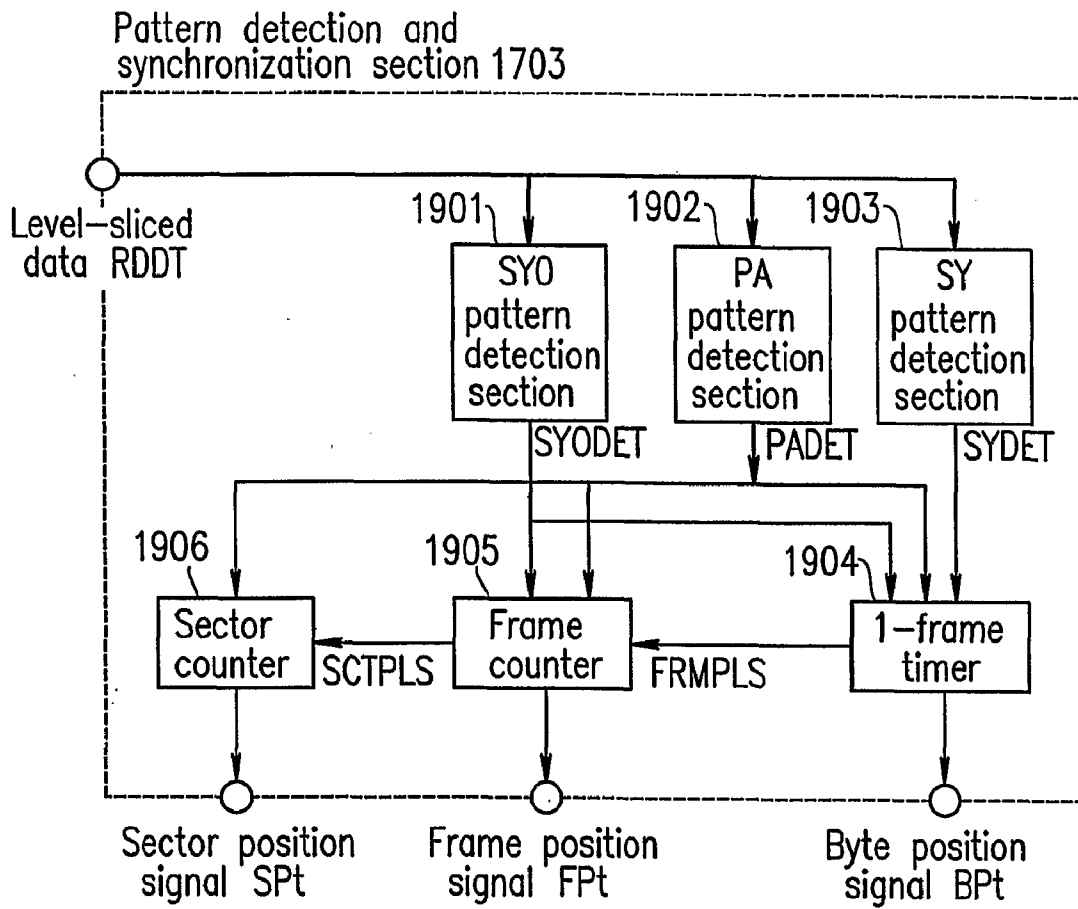 Pattern detection and
synchronization section 1703
Level-sliced
data RDDT
1901
1902
1903
SYO
pattern
detection
section
PA
pattern
detection
section
SY
pattern
detection
section
SYODET
PADET
SYDET
1906
1905
1904
Sector
counter
SCTPLS
Frame
counter
FRMPLS
1-frame
timer
Sector position
signal SPt
Frame position
signal FPt
Byte position
signal BPt